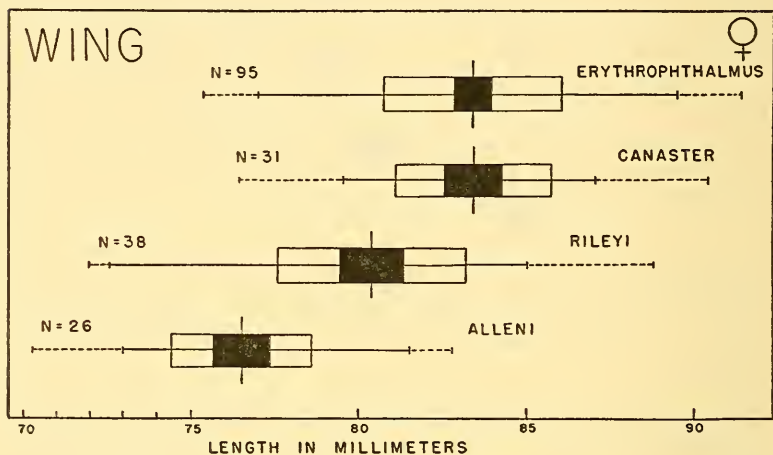 WING ♀
N=95 ERYTHROPHTHALMUS
N=31 CANASTER
N=38 RILEYI
N=26 ALLENI
70 75 80 85 90
LENGTH IN MILLIMETERS